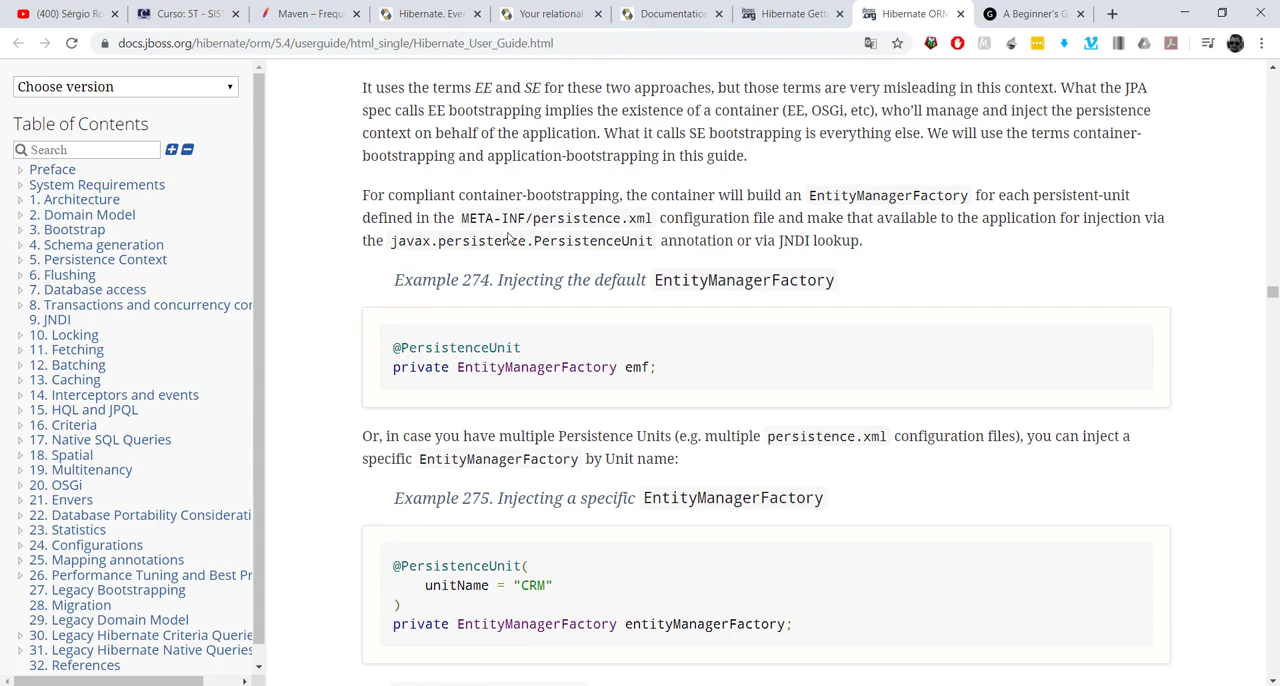 (400) Sérgio Ro
Curso: 5T - SIS
Maven – Frequ
Hibernate. Ever
Your relational
Documentation
Hibernate Gett
Hibernate ORM
A Beginner's G
docs.jboss.org/hibernate/orm/5.4/userguide/html_single/Hibernate_User_Guide.html
Choose version
Table of Contents
Search
Preface
System Requirements
1. Architecture
2. Domain Model
3. Bootstrap
4. Schema generation
5. Persistence Context
6. Flushing
7. Database access
8. Transactions and concurrency cor
9. JNDI
10. Locking
11. Fetching
12. Batching
13. Caching
14. Interceptors and events
15. HQL and JPQL
16. Criteria
17. Native SQL Queries
18. Spatial
19. Multitenancy
20. OSGi
21. Envers
22. Database Portability Considerati
23. Statistics
24. Configurations
25. Mapping annotations
26. Performance Tuning and Best Pr
27. Legacy Bootstrapping
28. Migration
29. Legacy Domain Model
30. Legacy Hibernate Criteria Querie
31. Legacy Hibernate Native Queries
32. References
It uses the terms EE and SE for these two approaches, but those terms are very misleading in this context. What the JPA
spec calls EE bootstrapping implies the existence of a container (EE, OSGi, etc), who'll manage and inject the persistence
context on behalf of the application. What it calls SE bootstrapping is everything else. We will use the terms container-
bootstrapping and application-bootstrapping in this guide.
For compliant container-bootstrapping, the container will build an EntityManagerFactory for each persistent-unit
defined in the META-INF/persistence.xml configuration file and make that available to the application for injection via
the javax.persistence.PersistenceUnit annotation or via JNDI lookup.
Example 274. Injecting the default EntityManagerFactory
@PersistenceUnit
private EntityManagerFactory emf;
Or, in case you have multiple Persistence Units (e.g. multiple persistence.xml configuration files), you can inject a
specific EntityManagerFactory by Unit name:
Example 275. Injecting a specific EntityManagerFactory
@PersistenceUnit(
unitName = "CRM"
)
private EntityManagerFactory entityManagerFactory;